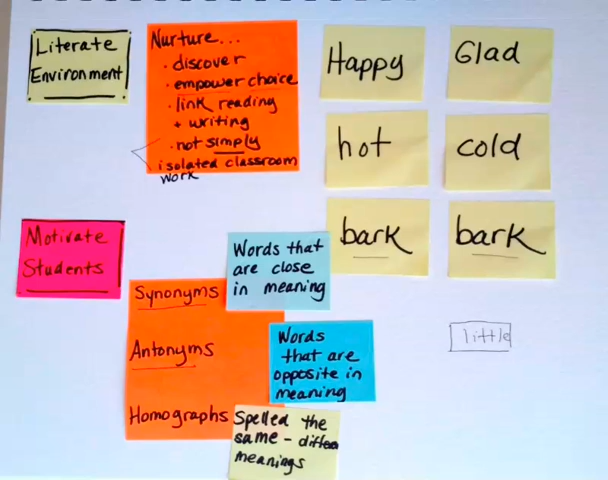 Literate
Environment
Nurture...
· discover
· empower choice
· link reading
+ writing
· not simply
isolated classroom
work
Happy
Glad
hot
cold
bark
bark
Motivate
Students
Synonyms
Words that
are close
in meaning
Antonyms
Words
that are
opposite in
meaning
Homographs
Spelled the
same - differen
meanings
little